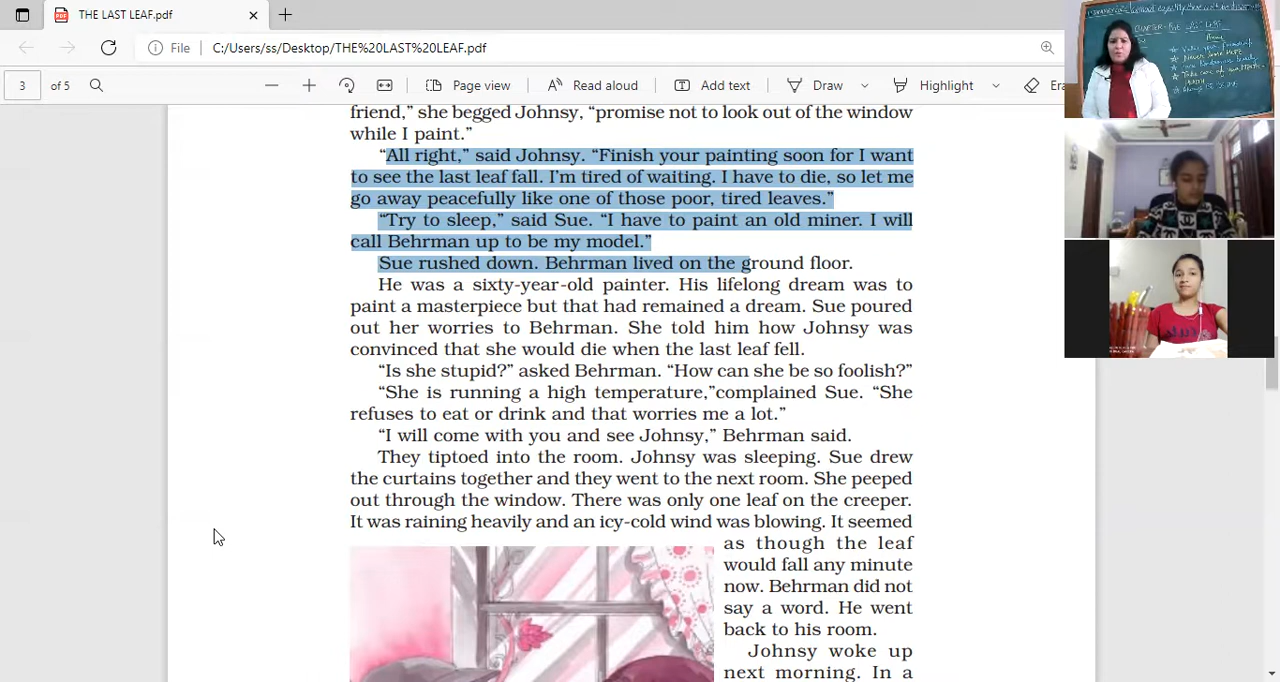 THE LAST LEAF.pdf
File C:/Users/ss/Desktop/THE%20LAST%20LEAF.pdf
3 of 5 Page view Read aloud Add text Draw Highlight Era
friend,” she begged Johnsy, “promise not to look out of the window
while I paint.”
“All right,” said Johnsy. “Finish your painting soon for I want
to see the last leaf fall. I'm tired of waiting. I have to die, so let me
go away peacefully like one of those poor, tired leaves.”
“Try to sleep,” said Sue. “I have to paint an old miner. I will
call Behrman up to be my model.”
Sue rushed down. Behrman lived on the ground floor.
He was a sixty-year-old painter. His lifelong dream was to
paint a masterpiece but that had remained a dream. Sue poured
out her worries to Behrman. She told him how Johnsy was
convinced that she would die when the last leaf fell.
“Is she stupid?” asked Behrman. “How can she be so foolish?”
“She is running a high temperature,”complained Sue. “She
refuses to eat or drink and that worries me a lot.”
“I will come with you and see Johnsy,” Behrman said.
They tiptoed into the room. Johnsy was sleeping. Sue drew
the curtains together and they went to the next room. She peeped
out through the window. There was only one leaf on the creeper.
It was raining heavily and an icy-cold wind was blowing. It seemed
as though the leaf
would fall any minute
now. Behrman did not
say a word. He went
back to his room.
Johnsy woke up
next morning. In a
CHAPTER - THE LAST LEAF